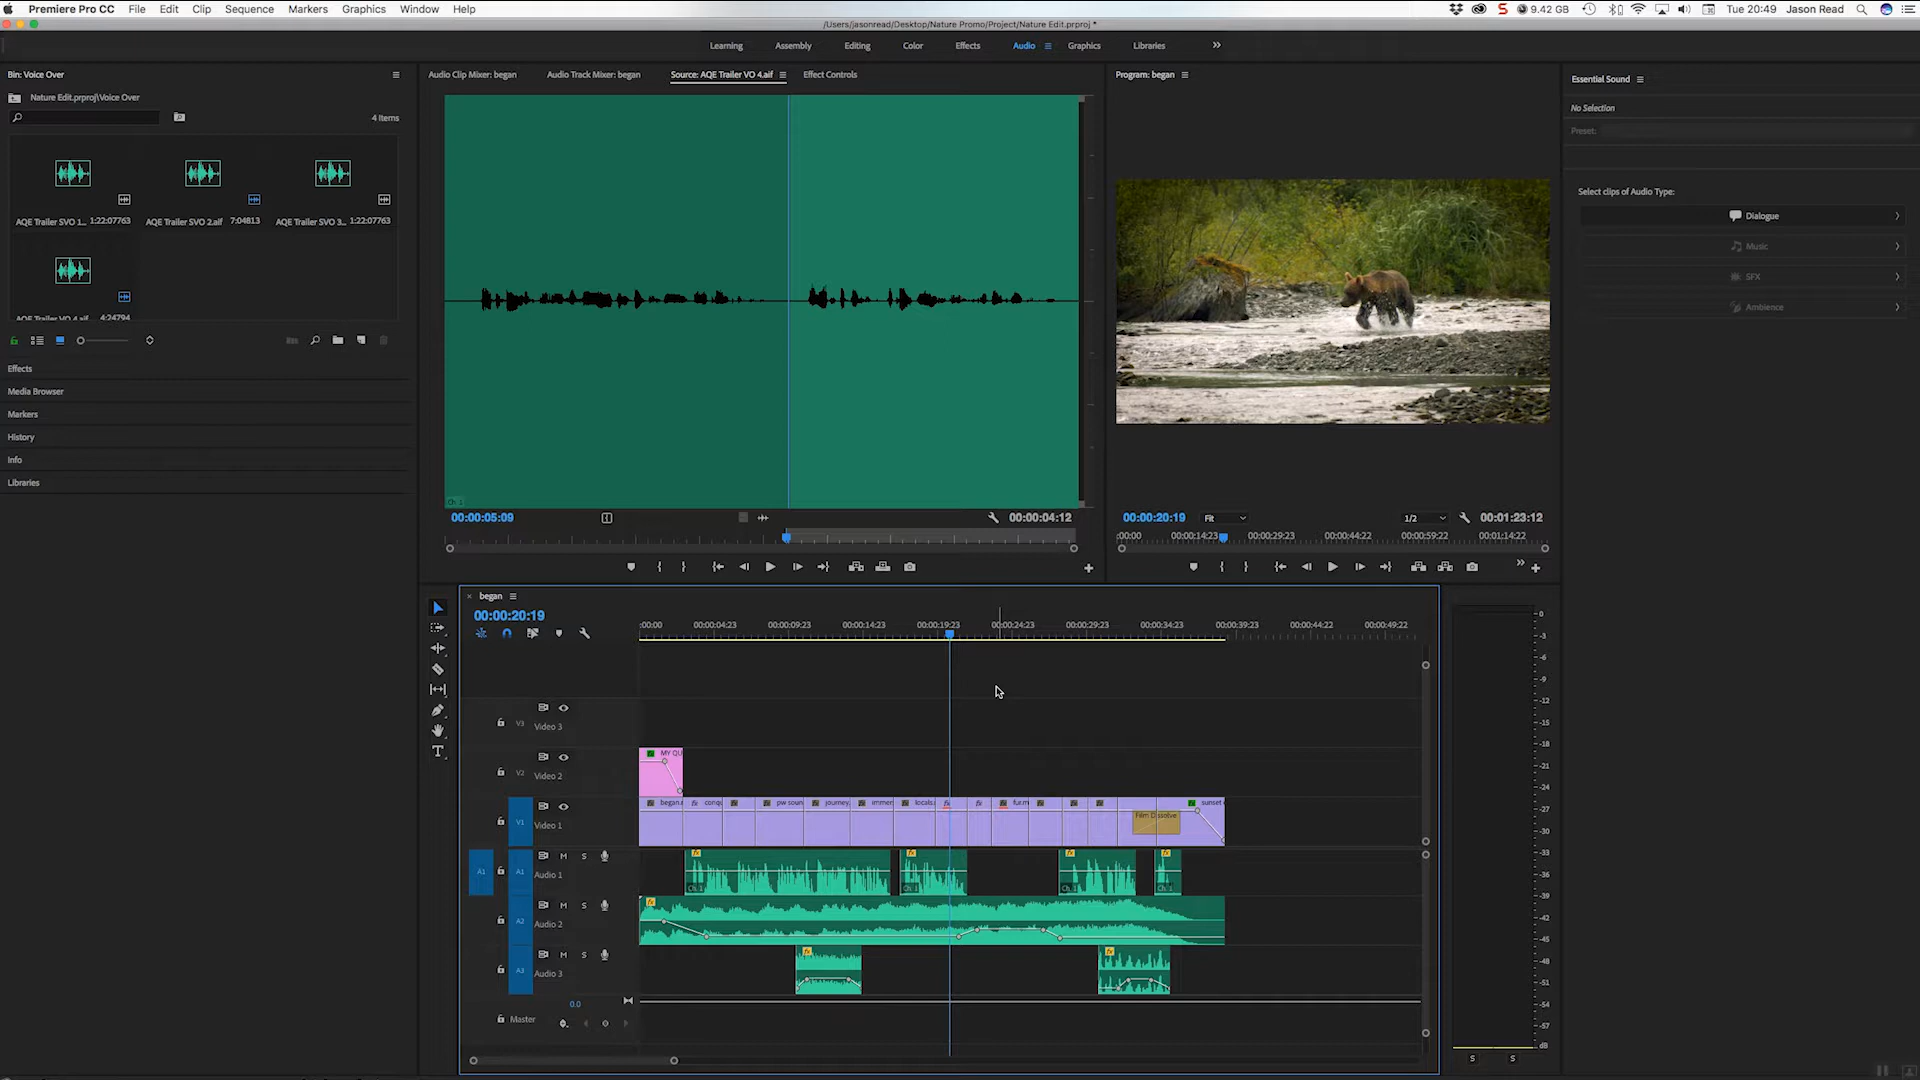 Premiere Pro CC File Edit Clip Sequence Markers Graphics Window Help 9.42 GB Tue 20:49 Jason Read
/Users/jasonread/Desktop/Nature Promo/Project/Nature Edit.prproj *
Learning Assembly Editing Color Effects Audio Graphics Libraries
Bin: Voice Over
Nature Edit.prproj\Voice Over
4 Items
AQE Trailer SVO 1... 1:22:07763
AQE Trailer SVO 2.aif 7:04813
AQE Trailer SVO 3... 1:22:07763
AQE Trailer VO 4.aif 4:24794
Effects
Media Browser
Markers
History
Info
Libraries
Audio Clip Mixer: began Audio Track Mixer: began Source: AQE Trailer VO 4.aif Effect Controls
Ch. 1
00:00:05:09 00:00:04:12
Program: began
00:00:20:19 Fit 1/2 00:01:23:12
:00:00 00:00:14:23 00:00:29:23 00:00:44:22 00:00:59:22 00:01:14:22
Essential Sound
No Selection
Preset:
Select clips of Audio Type:
Dialogue
Music
SFX
Ambience
began
00:00:20:19
:00:00 00:00:04:23 00:00:09:23 00:00:14:23 00:00:19:23 00:00:24:23 00:00:29:23 00:00:34:23 00:00:39:23 00:00:44:22 00:00:49:22
V3 Video 3
V2 Video 2 MY QU
V1 Video 1 began. conqu pw soun journey. immer locals. fur.m Film Dissolve sunset
A1 A1 M S Audio 1 Ch. 1 Ch. 1 Ch. 1 Ch. 1
A2 M S Audio 2
A3 M S Audio 3
0.0
Master
0
-3
-6
-9
-12
-15
-18
-21
-24
-27
-30
-33
-36
-39
-42
-45
-48
-51
-54
-57
dB
S S